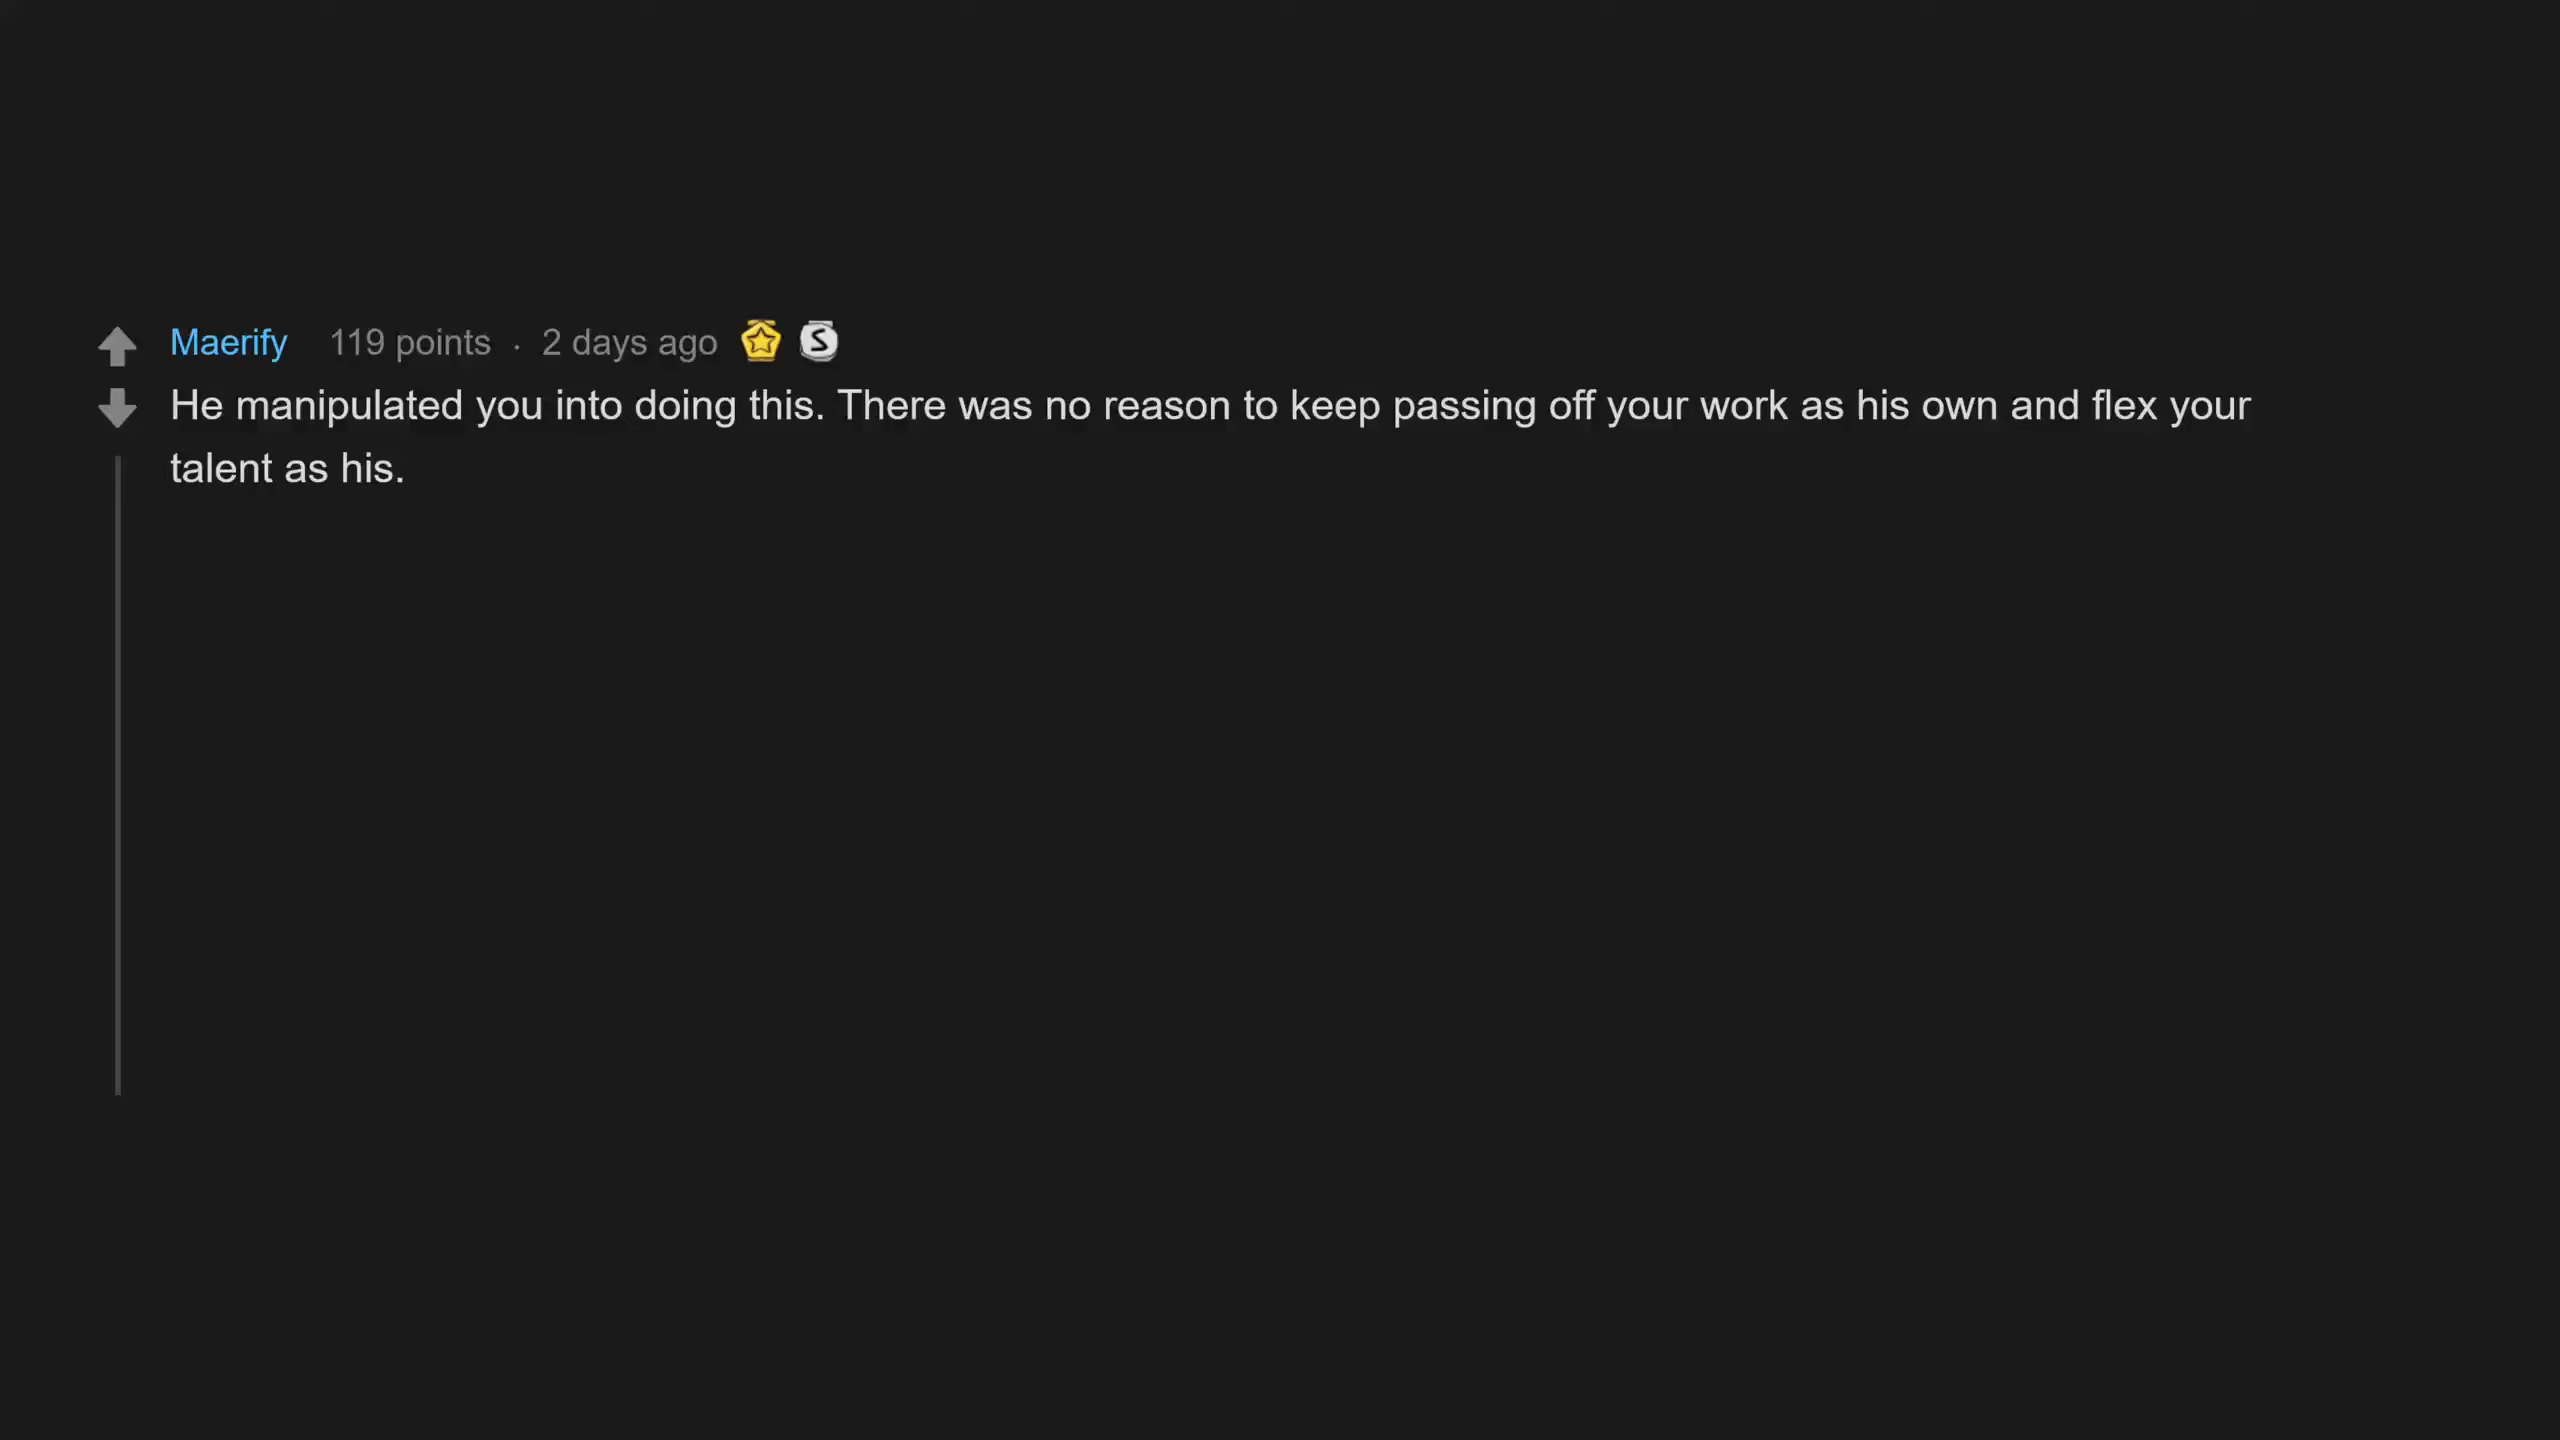 Maerify 119 points · 2 days ago S
He manipulated you into doing this. There was no reason to keep passing off your work as his own and flex your
talent as his.